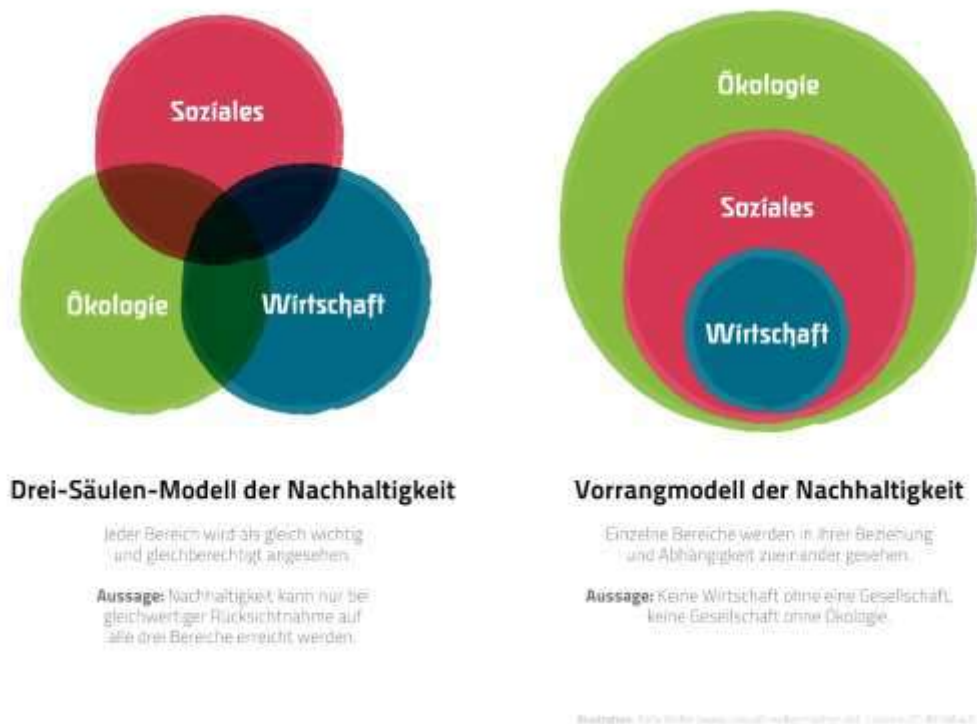 Soziales
Ökologie
Wirtschaft
Drei-Säulen-Modell der Nachhaltigkeit
Jeder Bereich wird als gleich wichtig
und gleichberechtigt angesehen.
Aussage: Nachhaltigkeit kann nur bei
gleichwertiger Rücksichtnahme auf
alle drei Bereiche erreicht werden.
Ökologie
Soziales
Wirtschaft
Vorrangmodell der Nachhaltigkeit
Einzelne Bereiche werden in ihrer Beziehung
und Abhängigkeit zueinander gesehen.
Aussage: Keine Wirtschaft ohne eine Gesellschaft,
keine Gesellschaft ohne Ökologie.